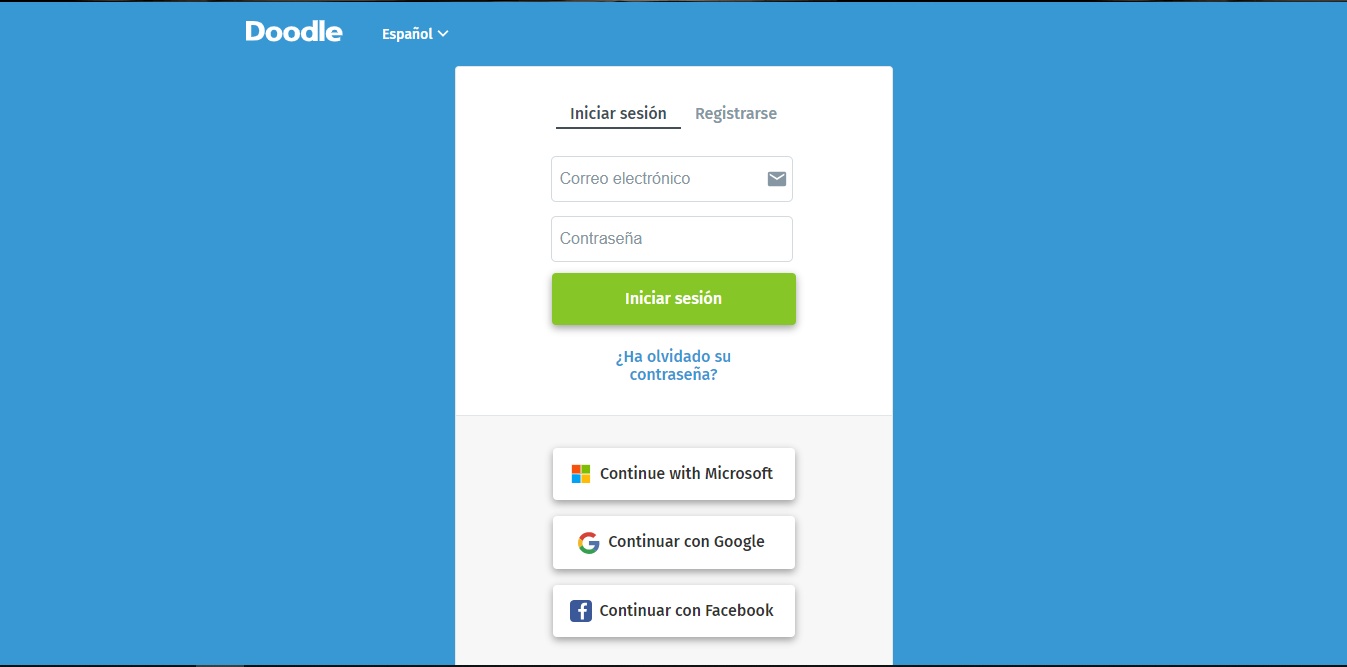 Doodle
Español
Iniciar sesión
Registrarse
Correo electrónico
Contraseña
Iniciar sesión
¿Ha olvidado su
contraseña?
Continue with Microsoft
Continuar con Google
Continuar con Facebook